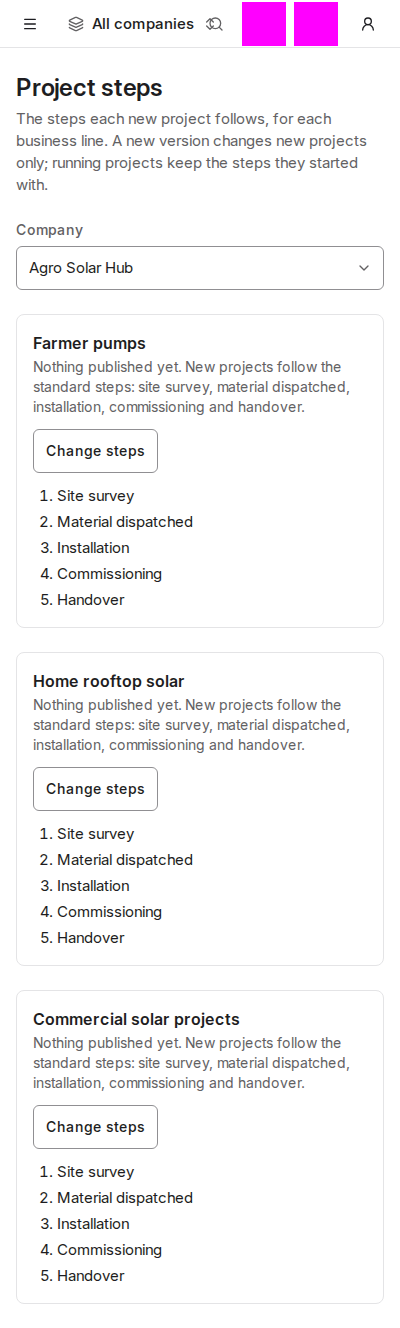 All companies
Project steps
The steps each new project follows, for each
business line. A new version changes new projects
only; running projects keep the steps they started
with.
Company
Agro Solar Hub
Farmer pumps
Nothing published yet. New projects follow the
standard steps: site survey, material dispatched,
installation, commissioning and handover.
Change steps
1. Site survey
2. Material dispatched
3. Installation
4. Commissioning
5. Handover
Home rooftop solar
Nothing published yet. New projects follow the
standard steps: site survey, material dispatched,
installation, commissioning and handover.
Change steps
1. Site survey
2. Material dispatched
3. Installation
4. Commissioning
5. Handover
Commercial solar projects
Nothing published yet. New projects follow the
standard steps: site survey, material dispatched,
installation, commissioning and handover.
Change steps
1. Site survey
2. Material dispatched
3. Installation
4. Commissioning
5. Handover